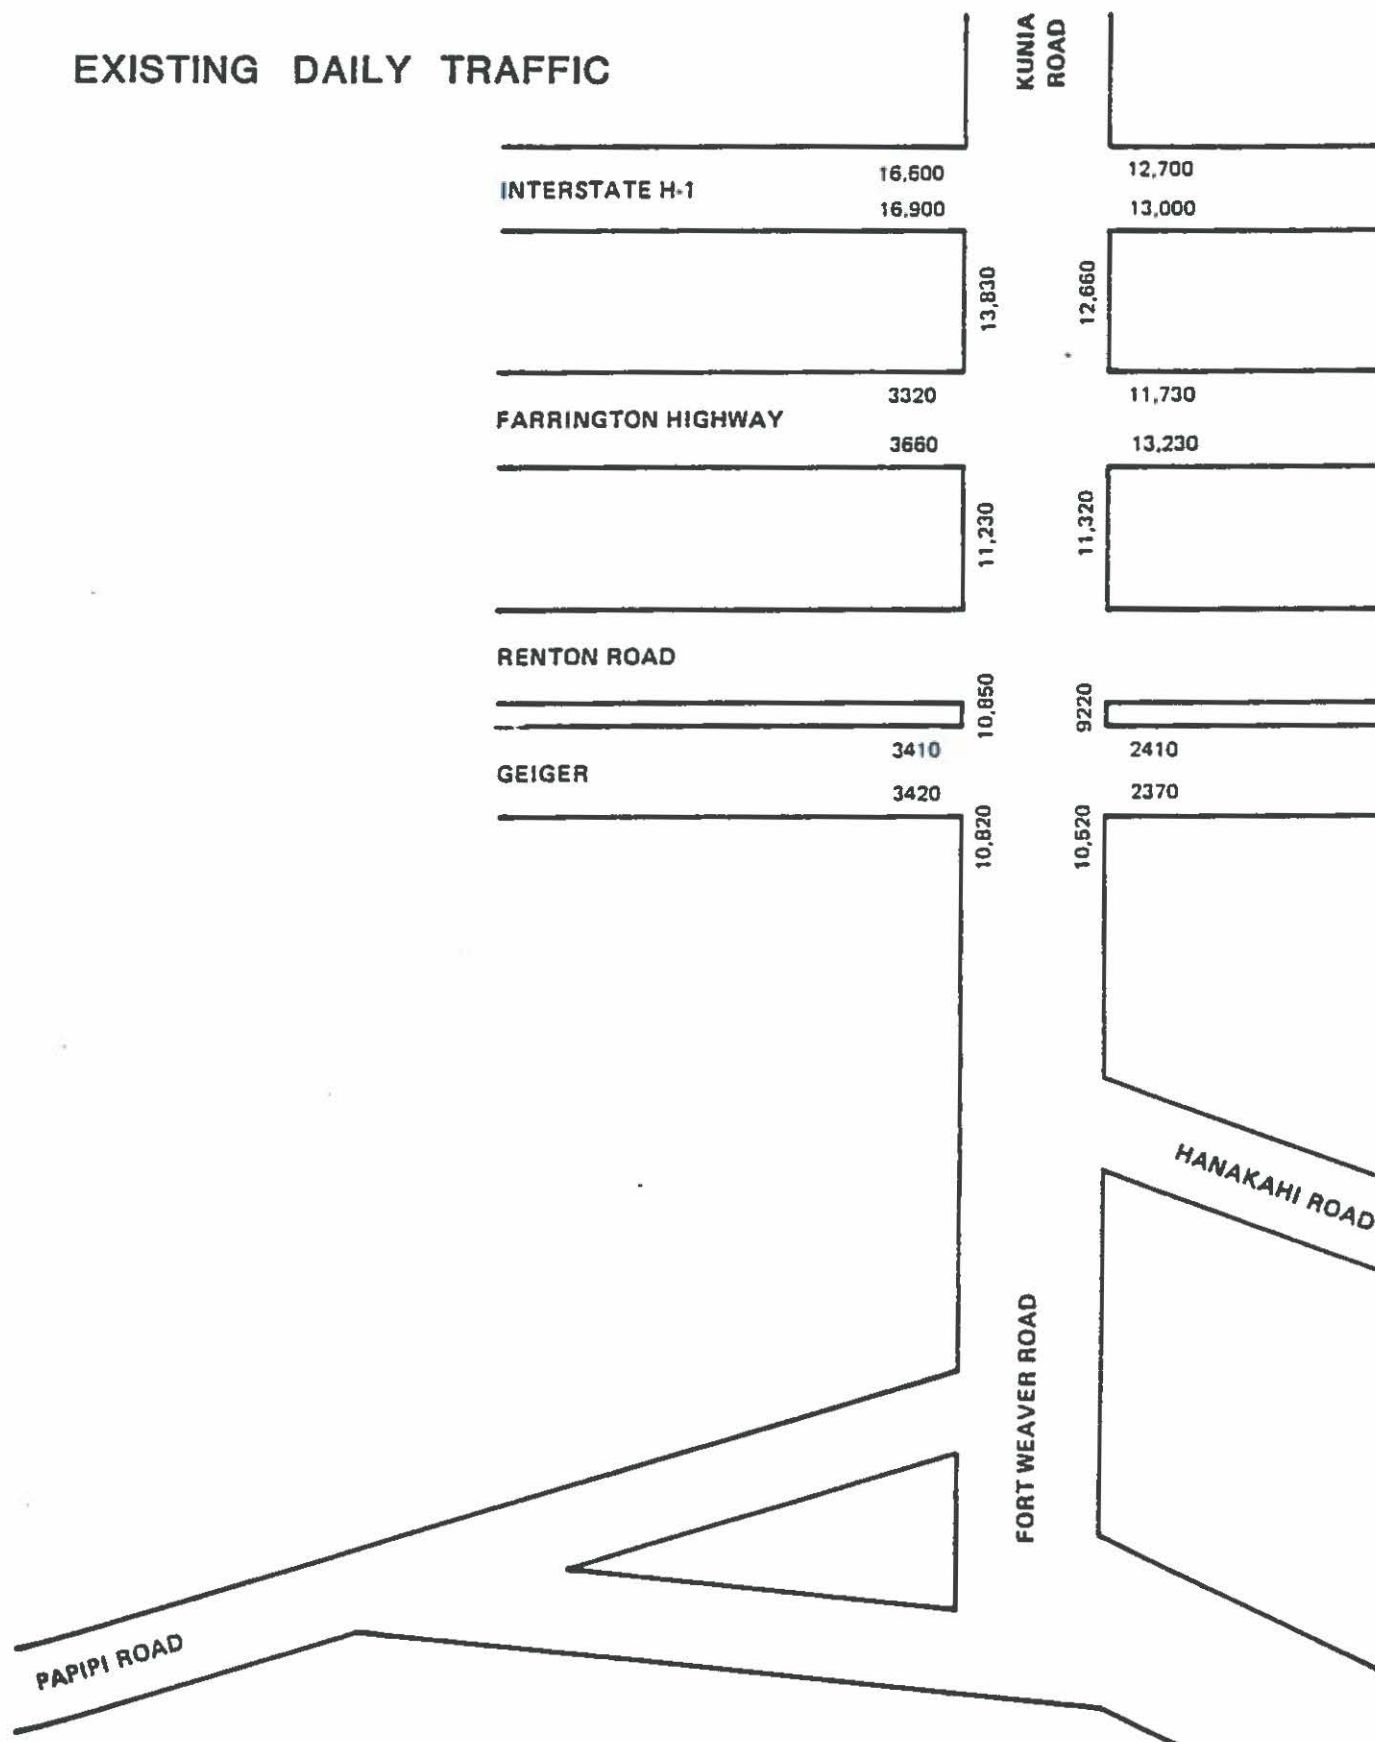 EXISTING DAILY TRAFFIC
KUNIA
ROAD
16,600
12,700
INTERSTATE H-1
16,900
13,000
13,830
12,660
3320
11,730
FARRINGTON HIGHWAY
3660
13,230
11,230
11,320
RENTON ROAD
10,850
9220
3410
2410
GEIGER
3420
2370
10,820
10,520
HANAKAHI ROAD
FORT WEAVER ROAD
PAPIPI ROAD